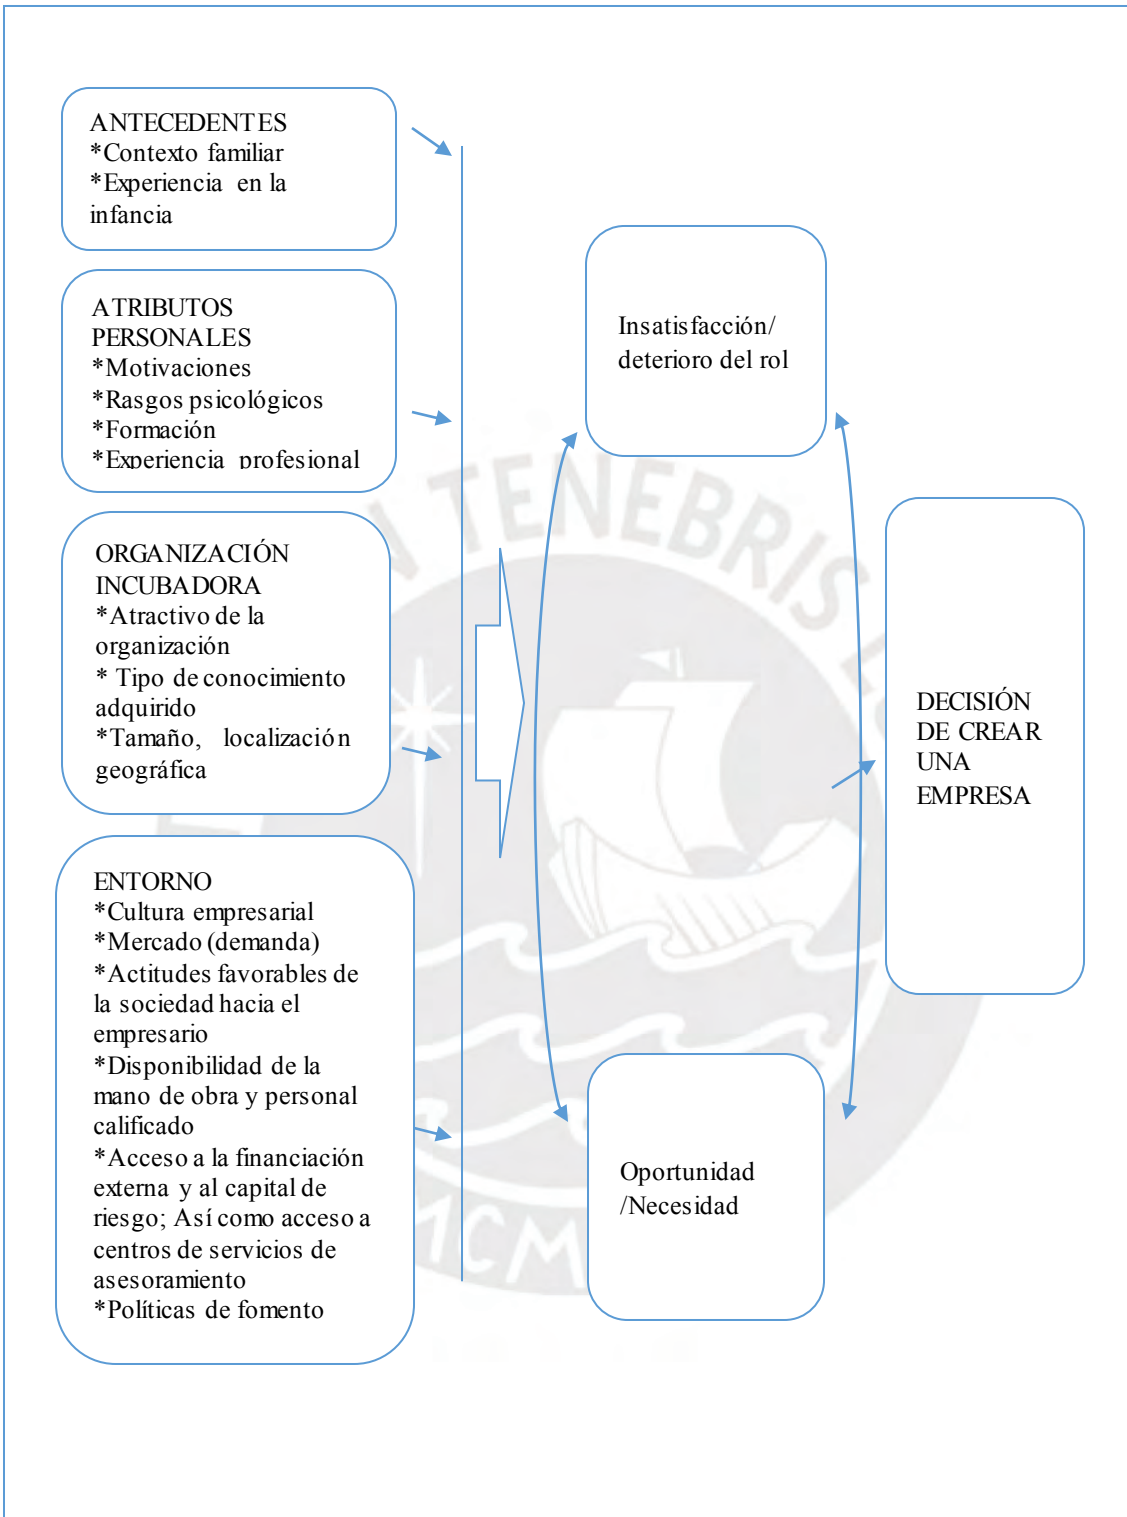 ANTECEDENTES
*Contexto familiar
*Experiencia en la
infancia
ATRIBUTOS
PERSONALES
*Motivaciones
*Rasgos psicológicos
*Formación
*Experiencia profesional
ORGANIZACIÓN
INCUBADORA
*Atractivo de la
organización
* Tipo de conocimiento
adquirido
*Tamaño, localización
geográfica
ENTORNO
*Cultura empresarial
*Mercado (demanda)
*Actitudes favorables de
la sociedad hacia el
empresario
*Disponibilidad de la
mano de obra y personal
calificado
*Acceso a la financiación
externa y al capital de
riesgo; Así como acceso a
centros de servicios de
asesoramiento
*Políticas de fomento
Insatisfacción/
deterioro del rol
Oportunidad
/Necesidad
DECISIÓN
DE CREAR
UNA
EMPRESA
TENEBRIS